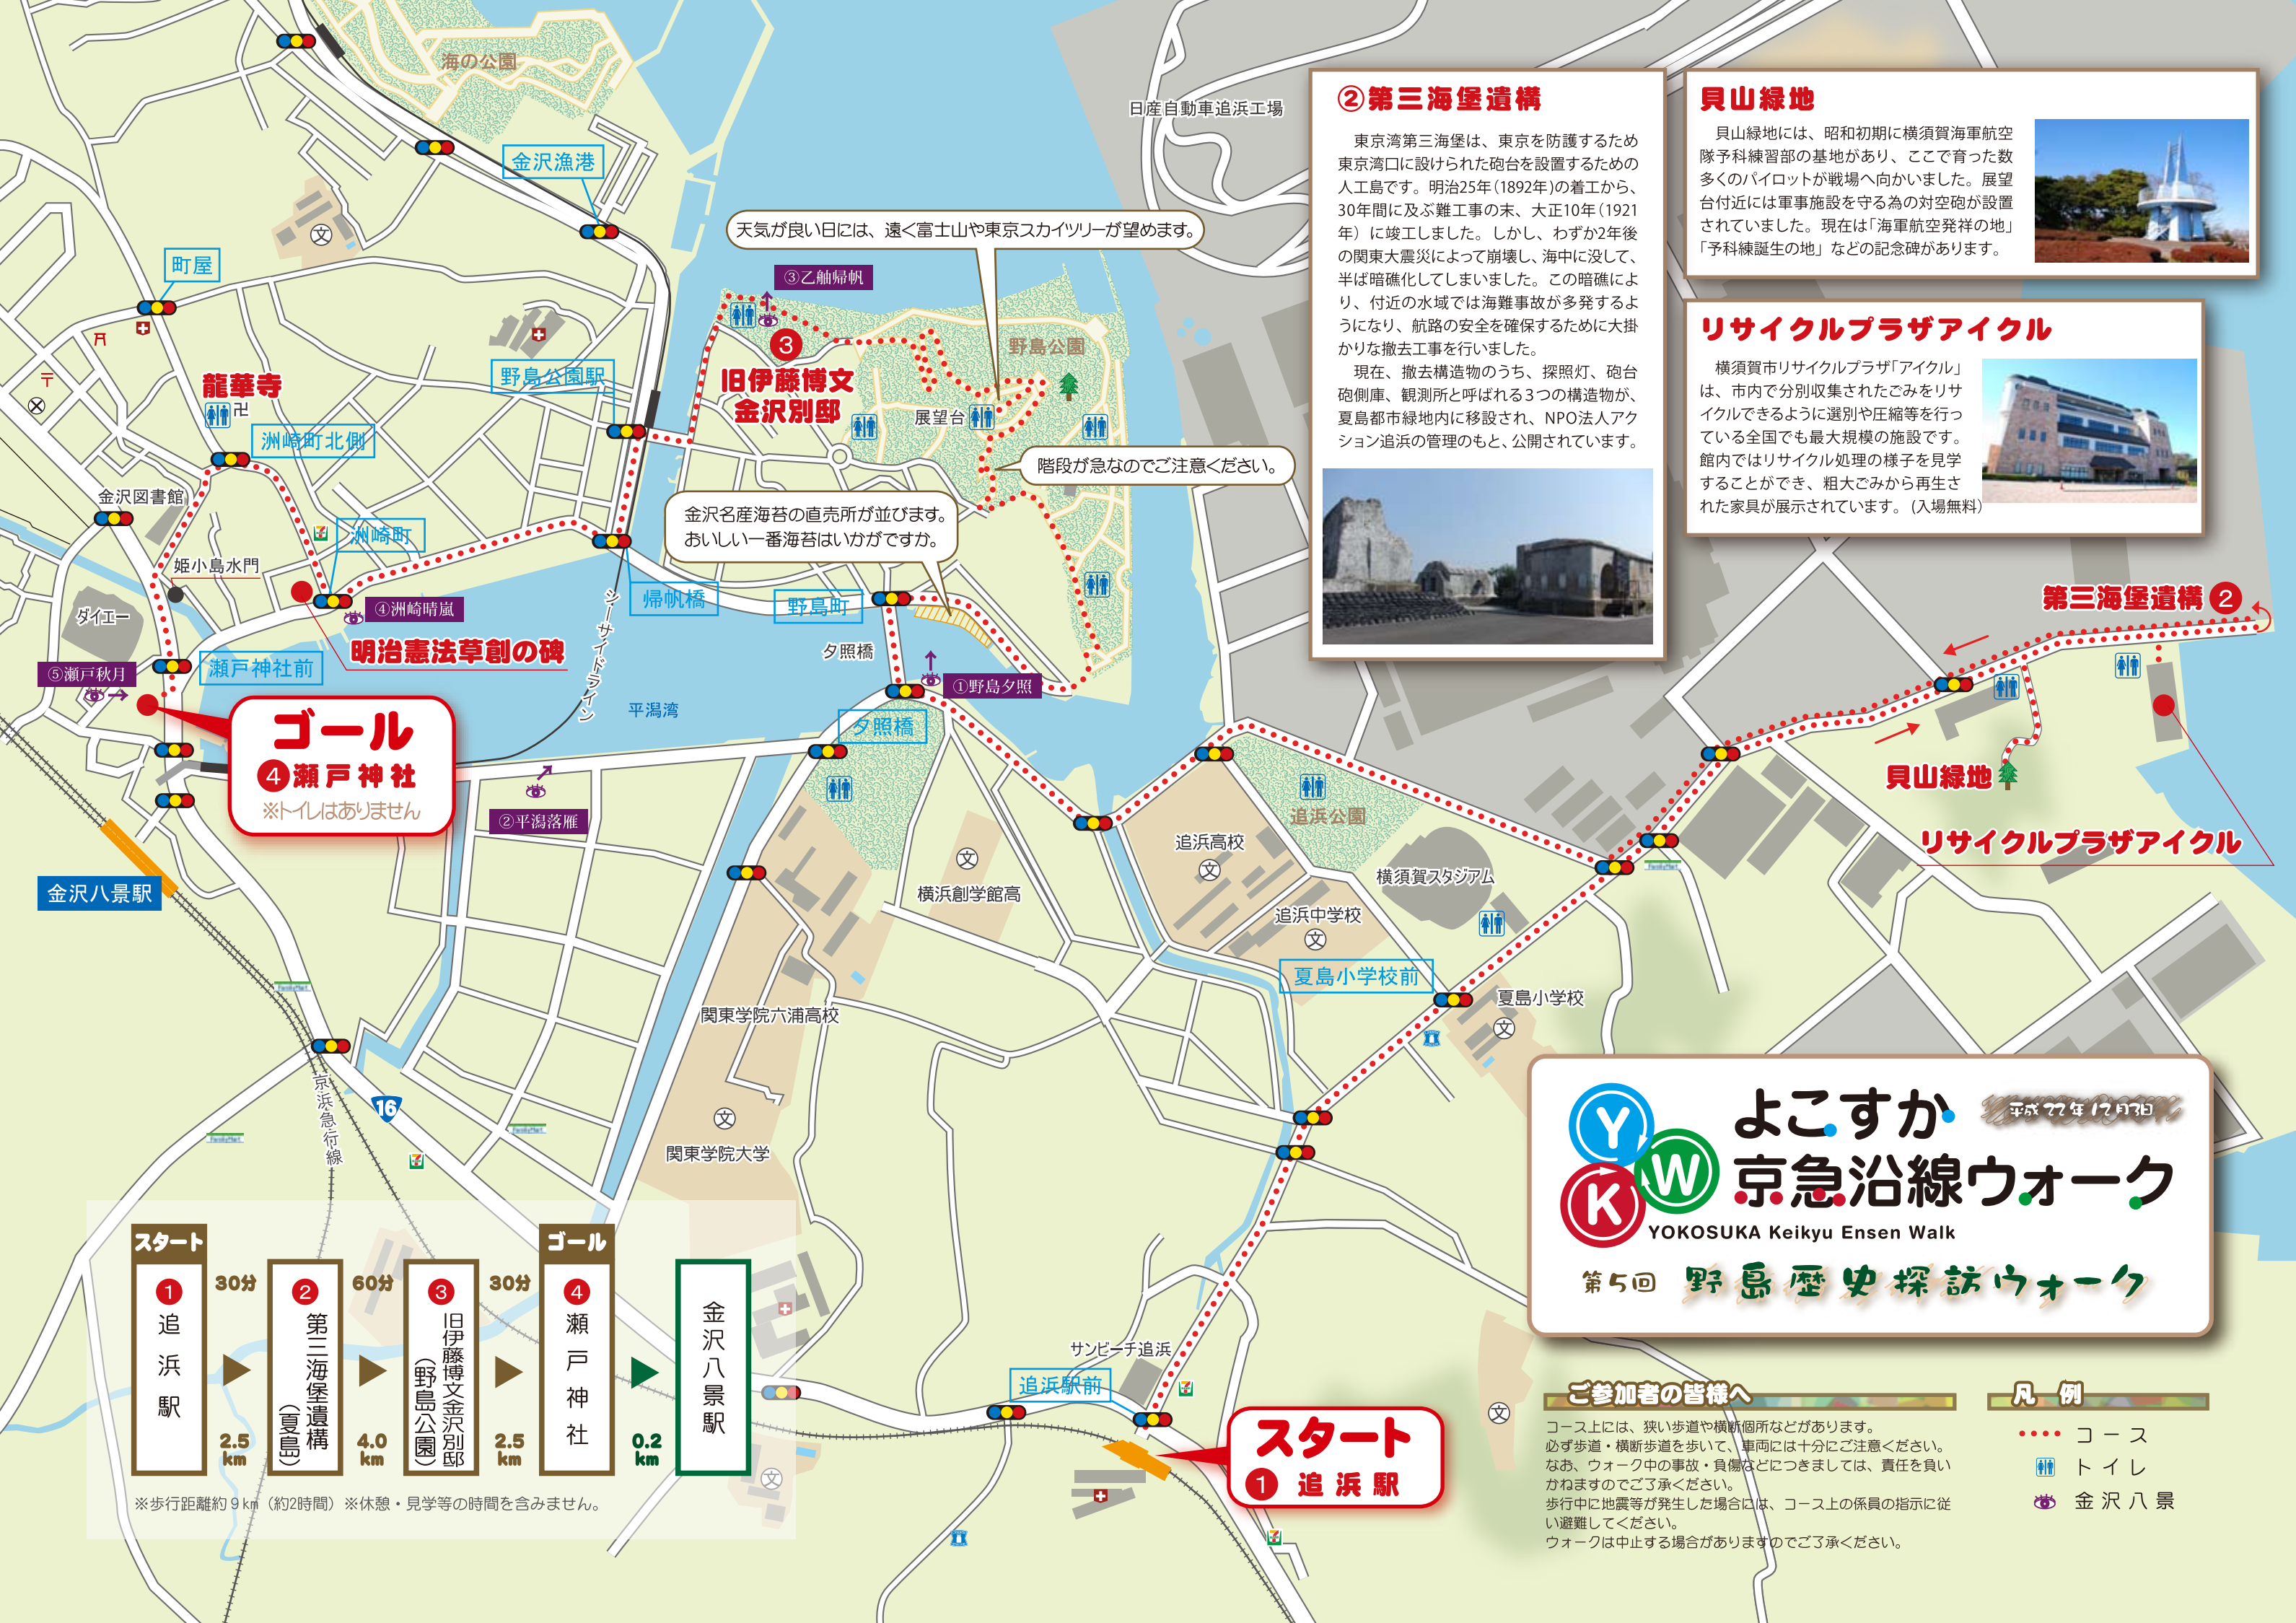 海の公園
日産自動車追浜工場
金沢漁港
天気が良い日には、遠く富士山や東京スカイツリーが望めます。
町屋
③乙舳帰帆
3
旧伊藤博文
金沢別邸
野島公園
野島公園駅
展望台
龍華寺
卍
洲崎町北側
階段が急なのでご注意ください。
金沢図書館
金沢名産海苔の直売所が並びます。
おいしい一番海苔はいかがですか。
洲崎町
姫小島水門
ダイエー
④洲崎晴嵐
帰帆橋
野島町
シーサイドライン
明治憲法草創の碑
夕照橋
⑤瀬戸秋月
瀬戸神社前
①野島夕照
平潟湾
夕照橋
ゴール
4 瀬戸神社
※トイレはありません
②平潟落雁
金沢八景駅
追浜公園
追浜高校
文
横浜創学館高
横須賀スタジアム
追浜中学校
夏島小学校前
夏島小学校
関東学院六浦高校
関東学院大学
京浜急行線
16
FamilyMart
サンビーチ追浜
追浜駅前
スタート
1 追浜駅
②第三海堡遺構
東京湾第三海堡は、東京を防護するため
東京湾口に設けられた砲台を設置するための
人工島です。明治25年(1892年)の着工から、
30年間に及ぶ難工事の末、大正10年(1921
年）に竣工しました。しかし、わずか2年後
の関東大震災によって崩壊し、海中に没して、
半ば暗礁化してしまいました。この暗礁によ
り、付近の水域では海難事故が多発するよ
うになり、航路の安全を確保するために大掛
かりな撤去工事を行いました。
現在、撤去構造物のうち、探照灯、砲台
砲側庫、観測所と呼ばれる３つの構造物が、
夏島都市緑地内に移設され、NPO法人アク
ション追浜の管理のもと、公開されています。
貝山緑地
貝山緑地には、昭和初期に横須賀海軍航空
隊予科練習部の基地があり、ここで育った数
多くのパイロットが戦場へ向かいました。展望
台付近には軍事施設を守る為の対空砲が設置
されていました。現在は「海軍航空発祥の地」
「予科練誕生の地」などの記念碑があります。
リサイクルプラザアイクル
横須賀市リサイクルプラザ「アイクル」
は、市内で分別収集されたごみをリサ
イクルできるように選別や圧縮等を行っ
ている全国でも最大規模の施設です。
館内ではリサイクル処理の様子を見学
することができ、粗大ごみから再生さ
れた家具が展示されています。(入場無料)
第三海堡遺構 2
貝山緑地
リサイクルプラザアイクル
Y K W
よこすか
平成22年12月3日
京急沿線ウォーク
YOKOSUKA Keikyu Ensen Walk
第5回 野島歴史探訪ウォーク
スタート
1 追浜駅
30分
2.5 km
2 第三海堡遺構（夏島）
60分
4.0 km
3 旧伊藤博文金沢別邸（野島公園）
30分
2.5 km
ゴール
4 瀬戸神社
0.2 km
金沢八景駅
※歩行距離約９km（約2時間）※休憩・見学等の時間を含みません。
ご参加者の皆様へ
コース上には、狭い歩道や横断個所などがあります。
必ず歩道・横断歩道を歩いて、車両には十分にご注意ください。
なお、ウォーク中の事故・負傷などにつきましては、責任を負い
かねますのでご了承ください。
歩行中に地震等が発生した場合には、コース上の係員の指示に従
い避難してください。
ウォークは中止する場合がありますのでご了承ください。
凡例
コース
トイレ
金沢八景